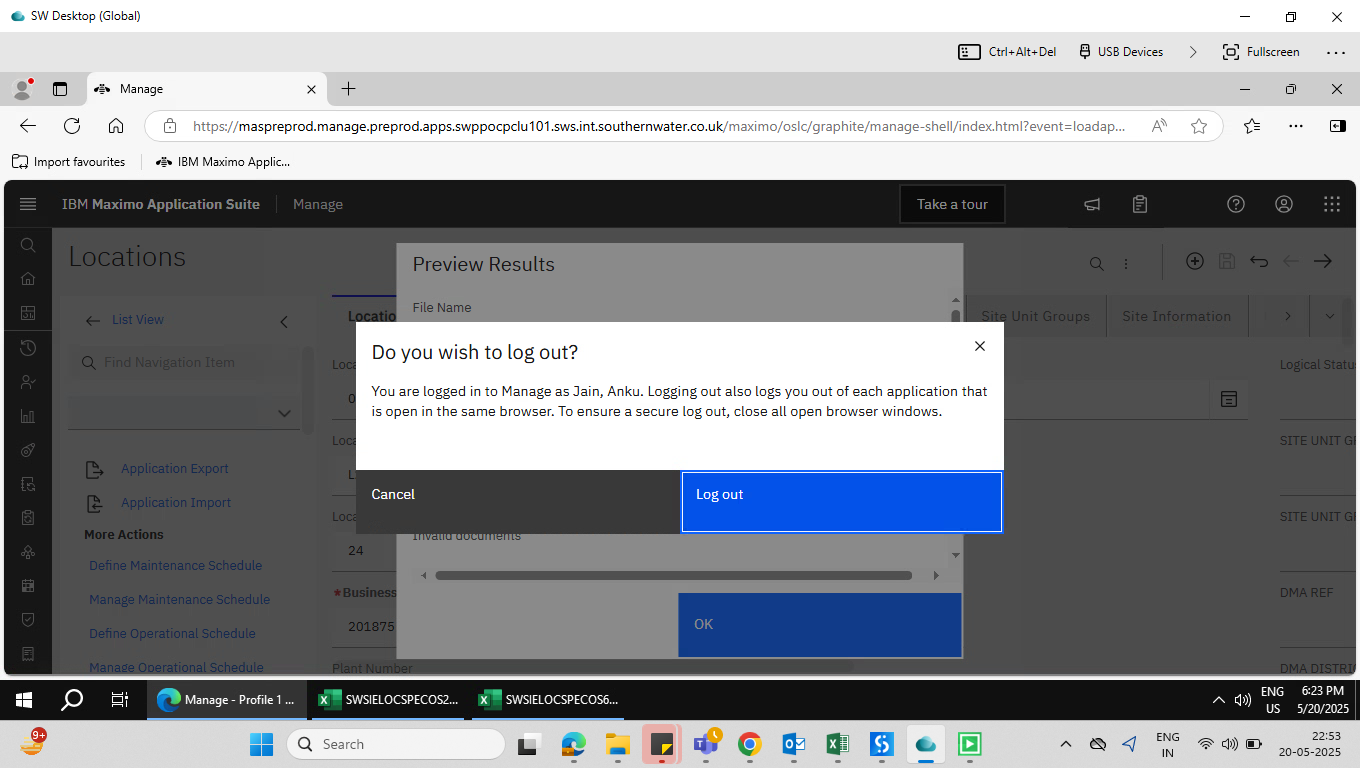 SW Desktop (Global)
Ctrl+Alt+Del
USB Devices
Fullscreen
Manage
https://maspreprod.manage.preprod.apps.swppocpclu101.sws.int.southernwater.co.uk/maximo/oslc/graphite/manage-shell/index.html?event=loadap...
Import favourites
IBM Maximo Applic...
IBM Maximo Application Suite
Manage
Take a tour
Locations
Preview Results
List View
File Name
Locatio
Site Unit Groups
Site Information
Find Navigation Item
Loca
Logical Status
0
Do you wish to log out?
You are logged in to Manage as Jain, Anku. Logging out also logs you out of each application that
is open in the same browser. To ensure a secure log out, close all open browser windows.
Cancel
Log out
Loca
SITE UNIT GR
Application Export
L
Application Import
Loca
SITE UNIT GR
More Actions
Invalid documents
24
Define Maintenance Schedule
Manage Maintenance Schedule
*Business
DMA REF
Define Operational Schedule
201875
OK
Manage Operational Schedule
Plant Number
DMA DISTRIC
Manage - Profile 1 ...
SWSIELOCSPECOS2...
SWSIELOCSPECOS6...
ENG
US
6:23 PM
5/20/2025
9+
Search
ENG
IN
22:53
20-05-2025